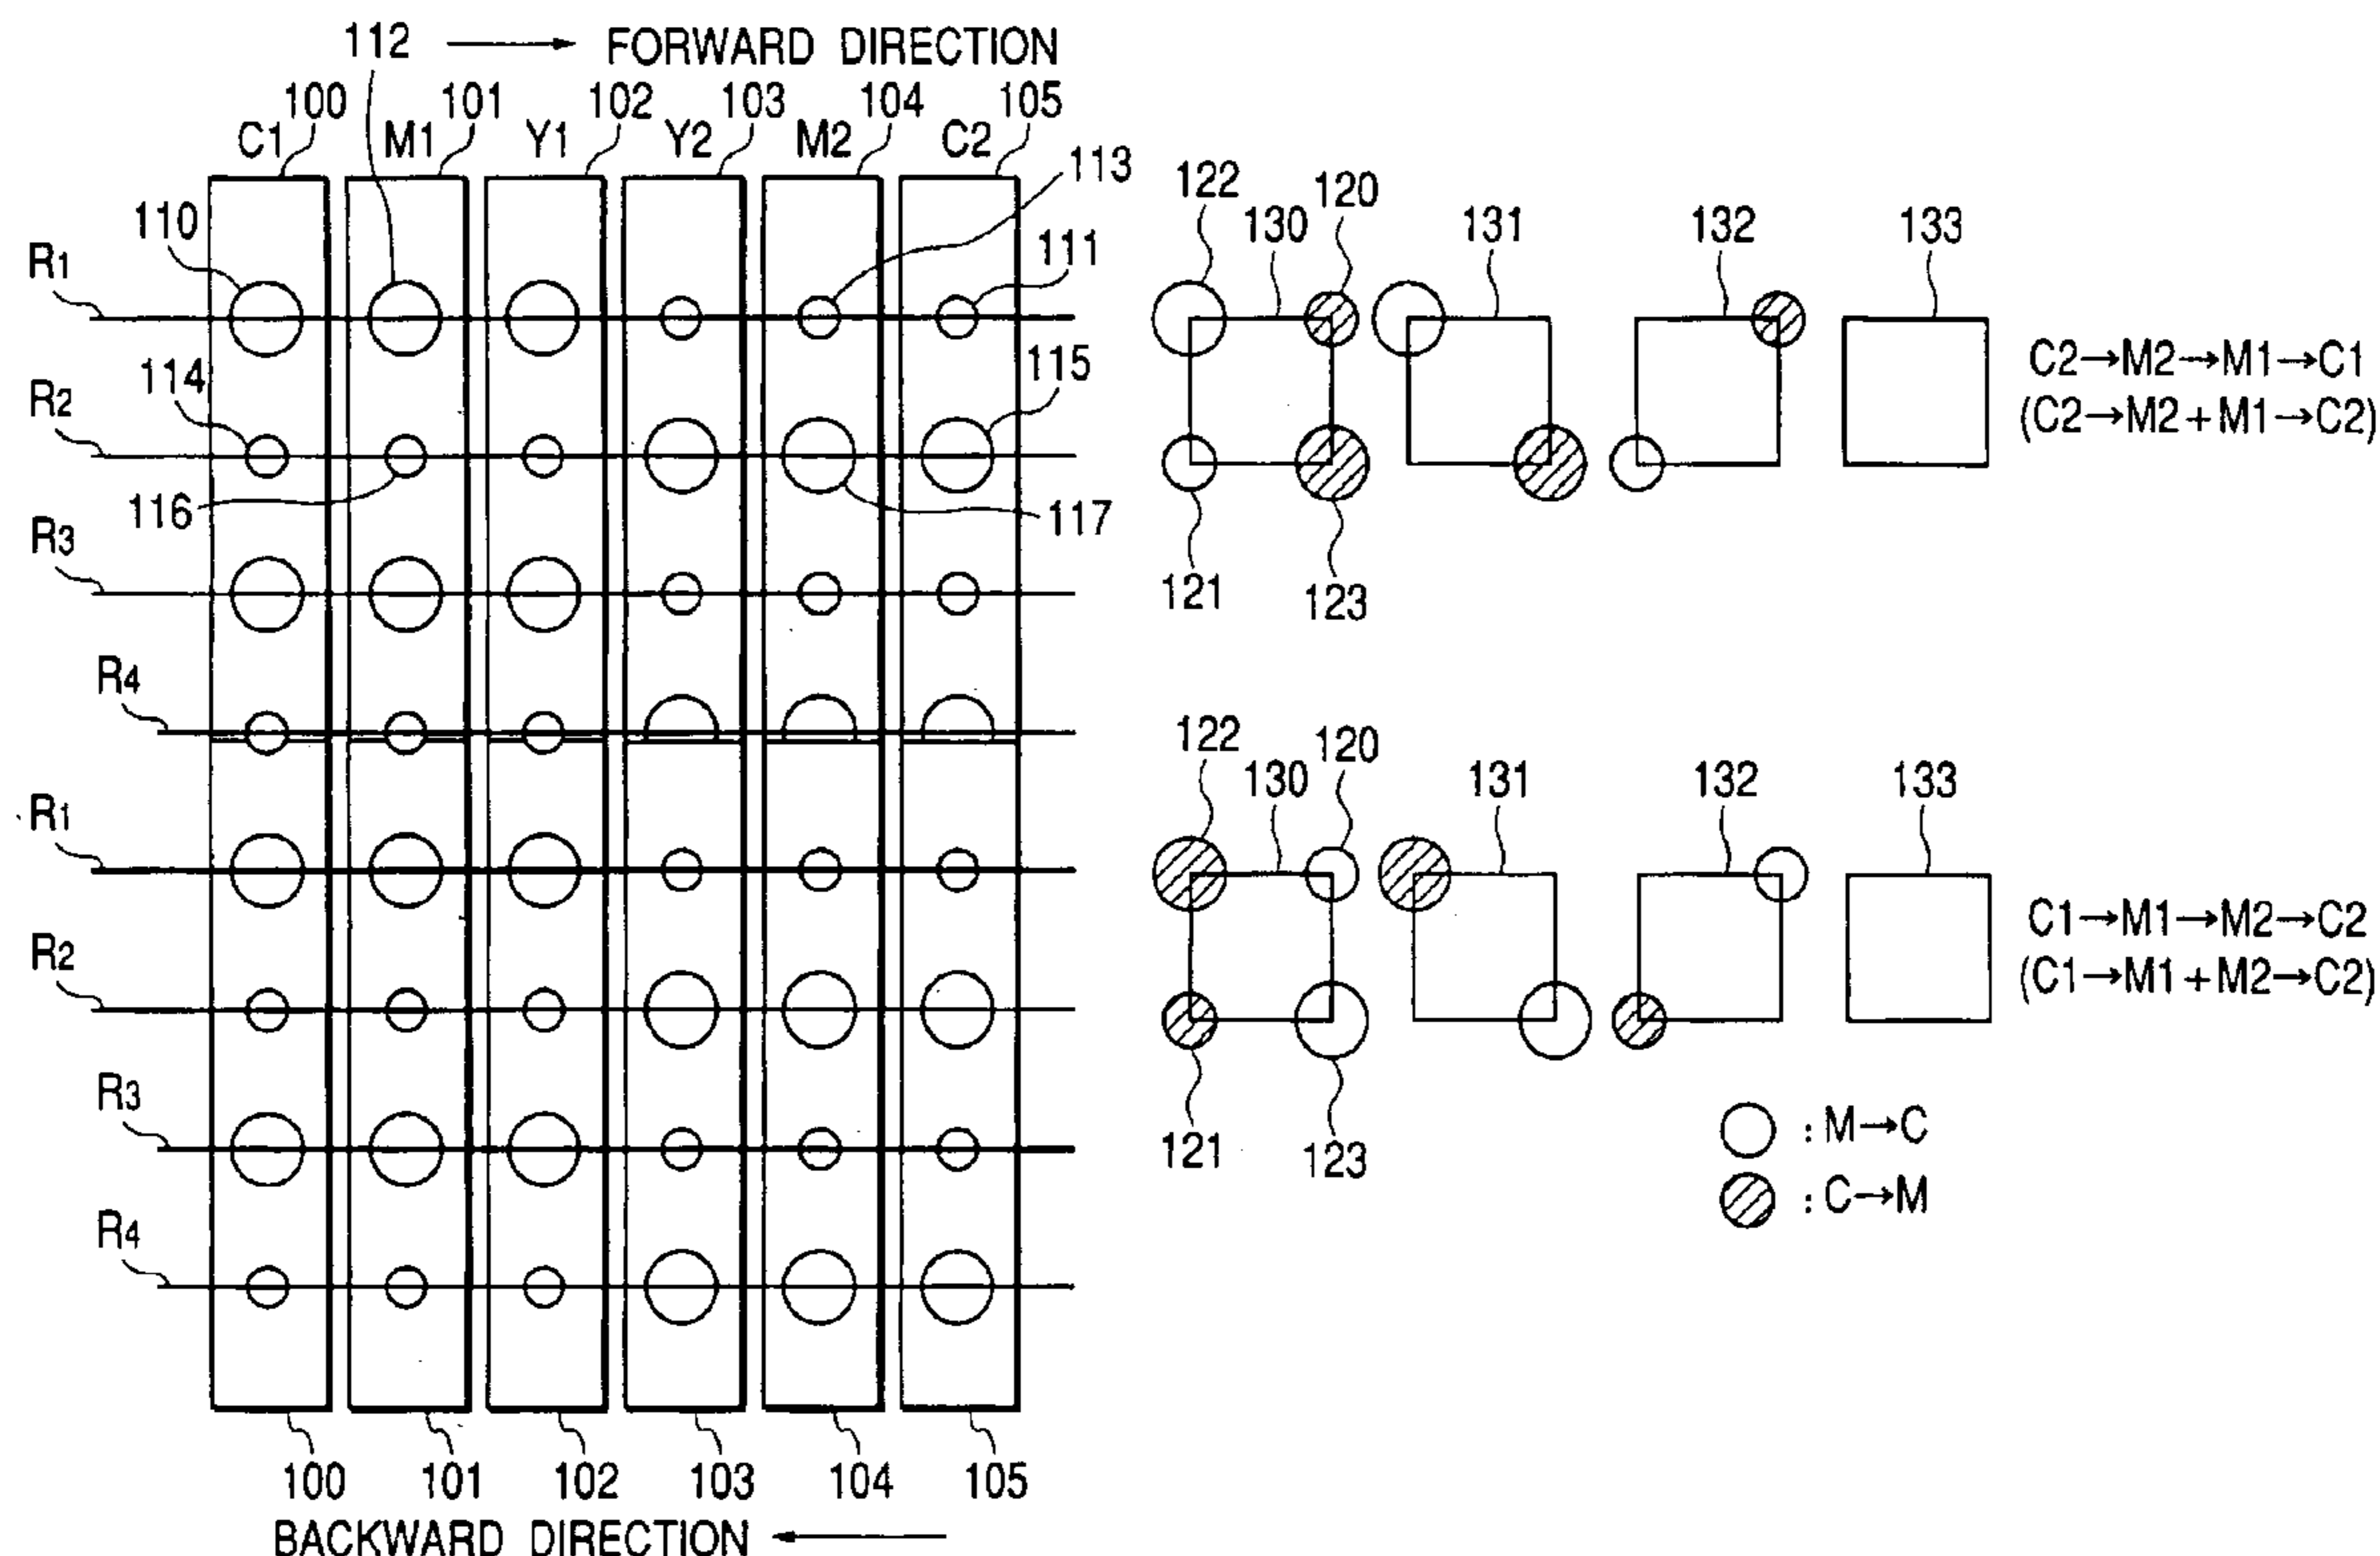 112 → FORWARD DIRECTION
100 101 102 103 104 105
C1 M1 Y1 Y2 M2 C2
113
110
111
R1
114
115
R2
116
117
R3
R4
122 120
130 131 132 133
C2→M2→M1→C1
(C2→M2+M1→C2)
121 123
R1
R2
R3
R4
122 120
130 131 132 133
C1→M1→M2→C2
(C1→M1+M2→C2)
121 123
: M→C
: C→M
100 101 102 103 104 105
BACKWARD DIRECTION ←